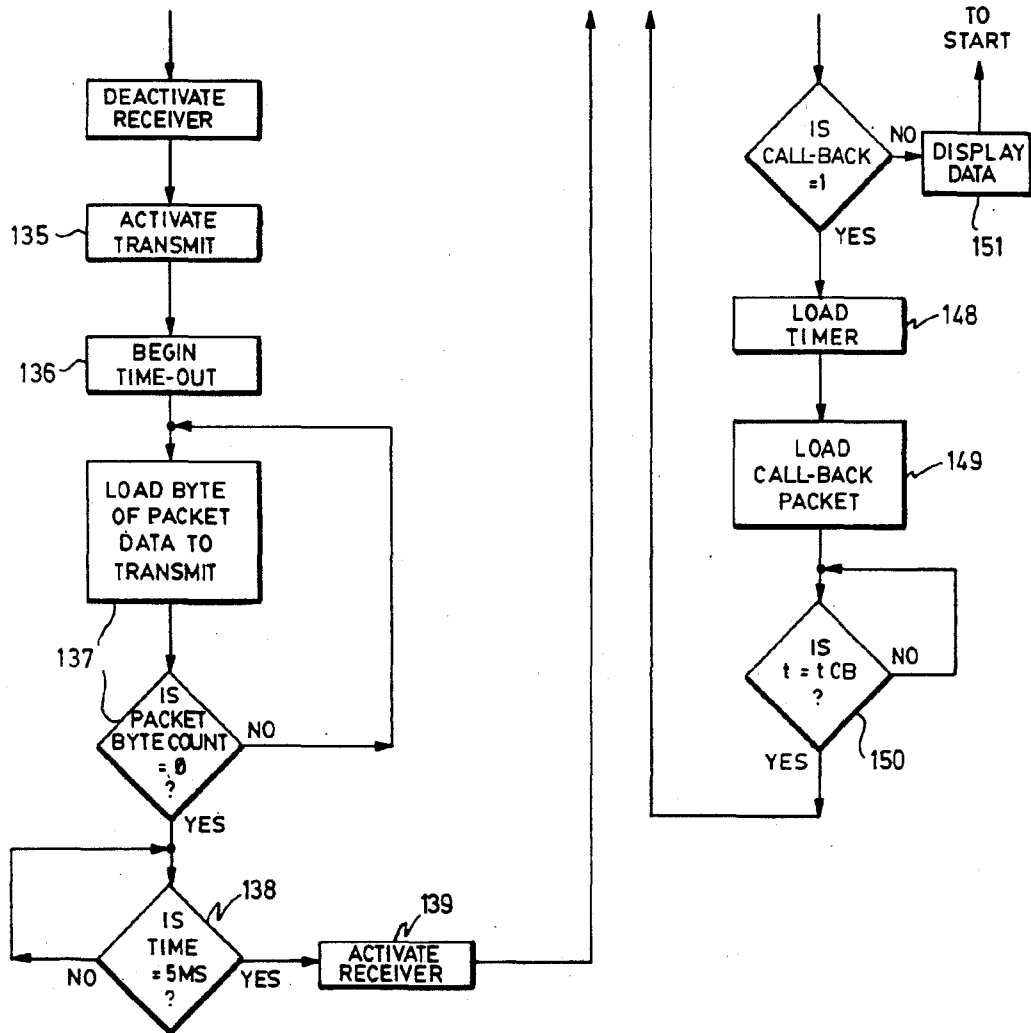 DEACTIVATE
RECEIVER
135
ACTIVATE
TRANSMIT
136
BEGIN
TIME-OUT
LOAD BYTE
OF PACKET
DATA TO
TRANSMIT
137
IS
PACKET
BYTE COUNT
= 0
?
NO
YES
138
IS
TIME
= 5MS
?
NO
YES
139
ACTIVATE
RECEIVER
TO
START
IS
CALL-BACK
=1
NO
YES
DISPLAY
DATA
151
LOAD
TIMER
148
LOAD
CALL-BACK
PACKET
149
IS
t = tCB
?
NO
YES
150